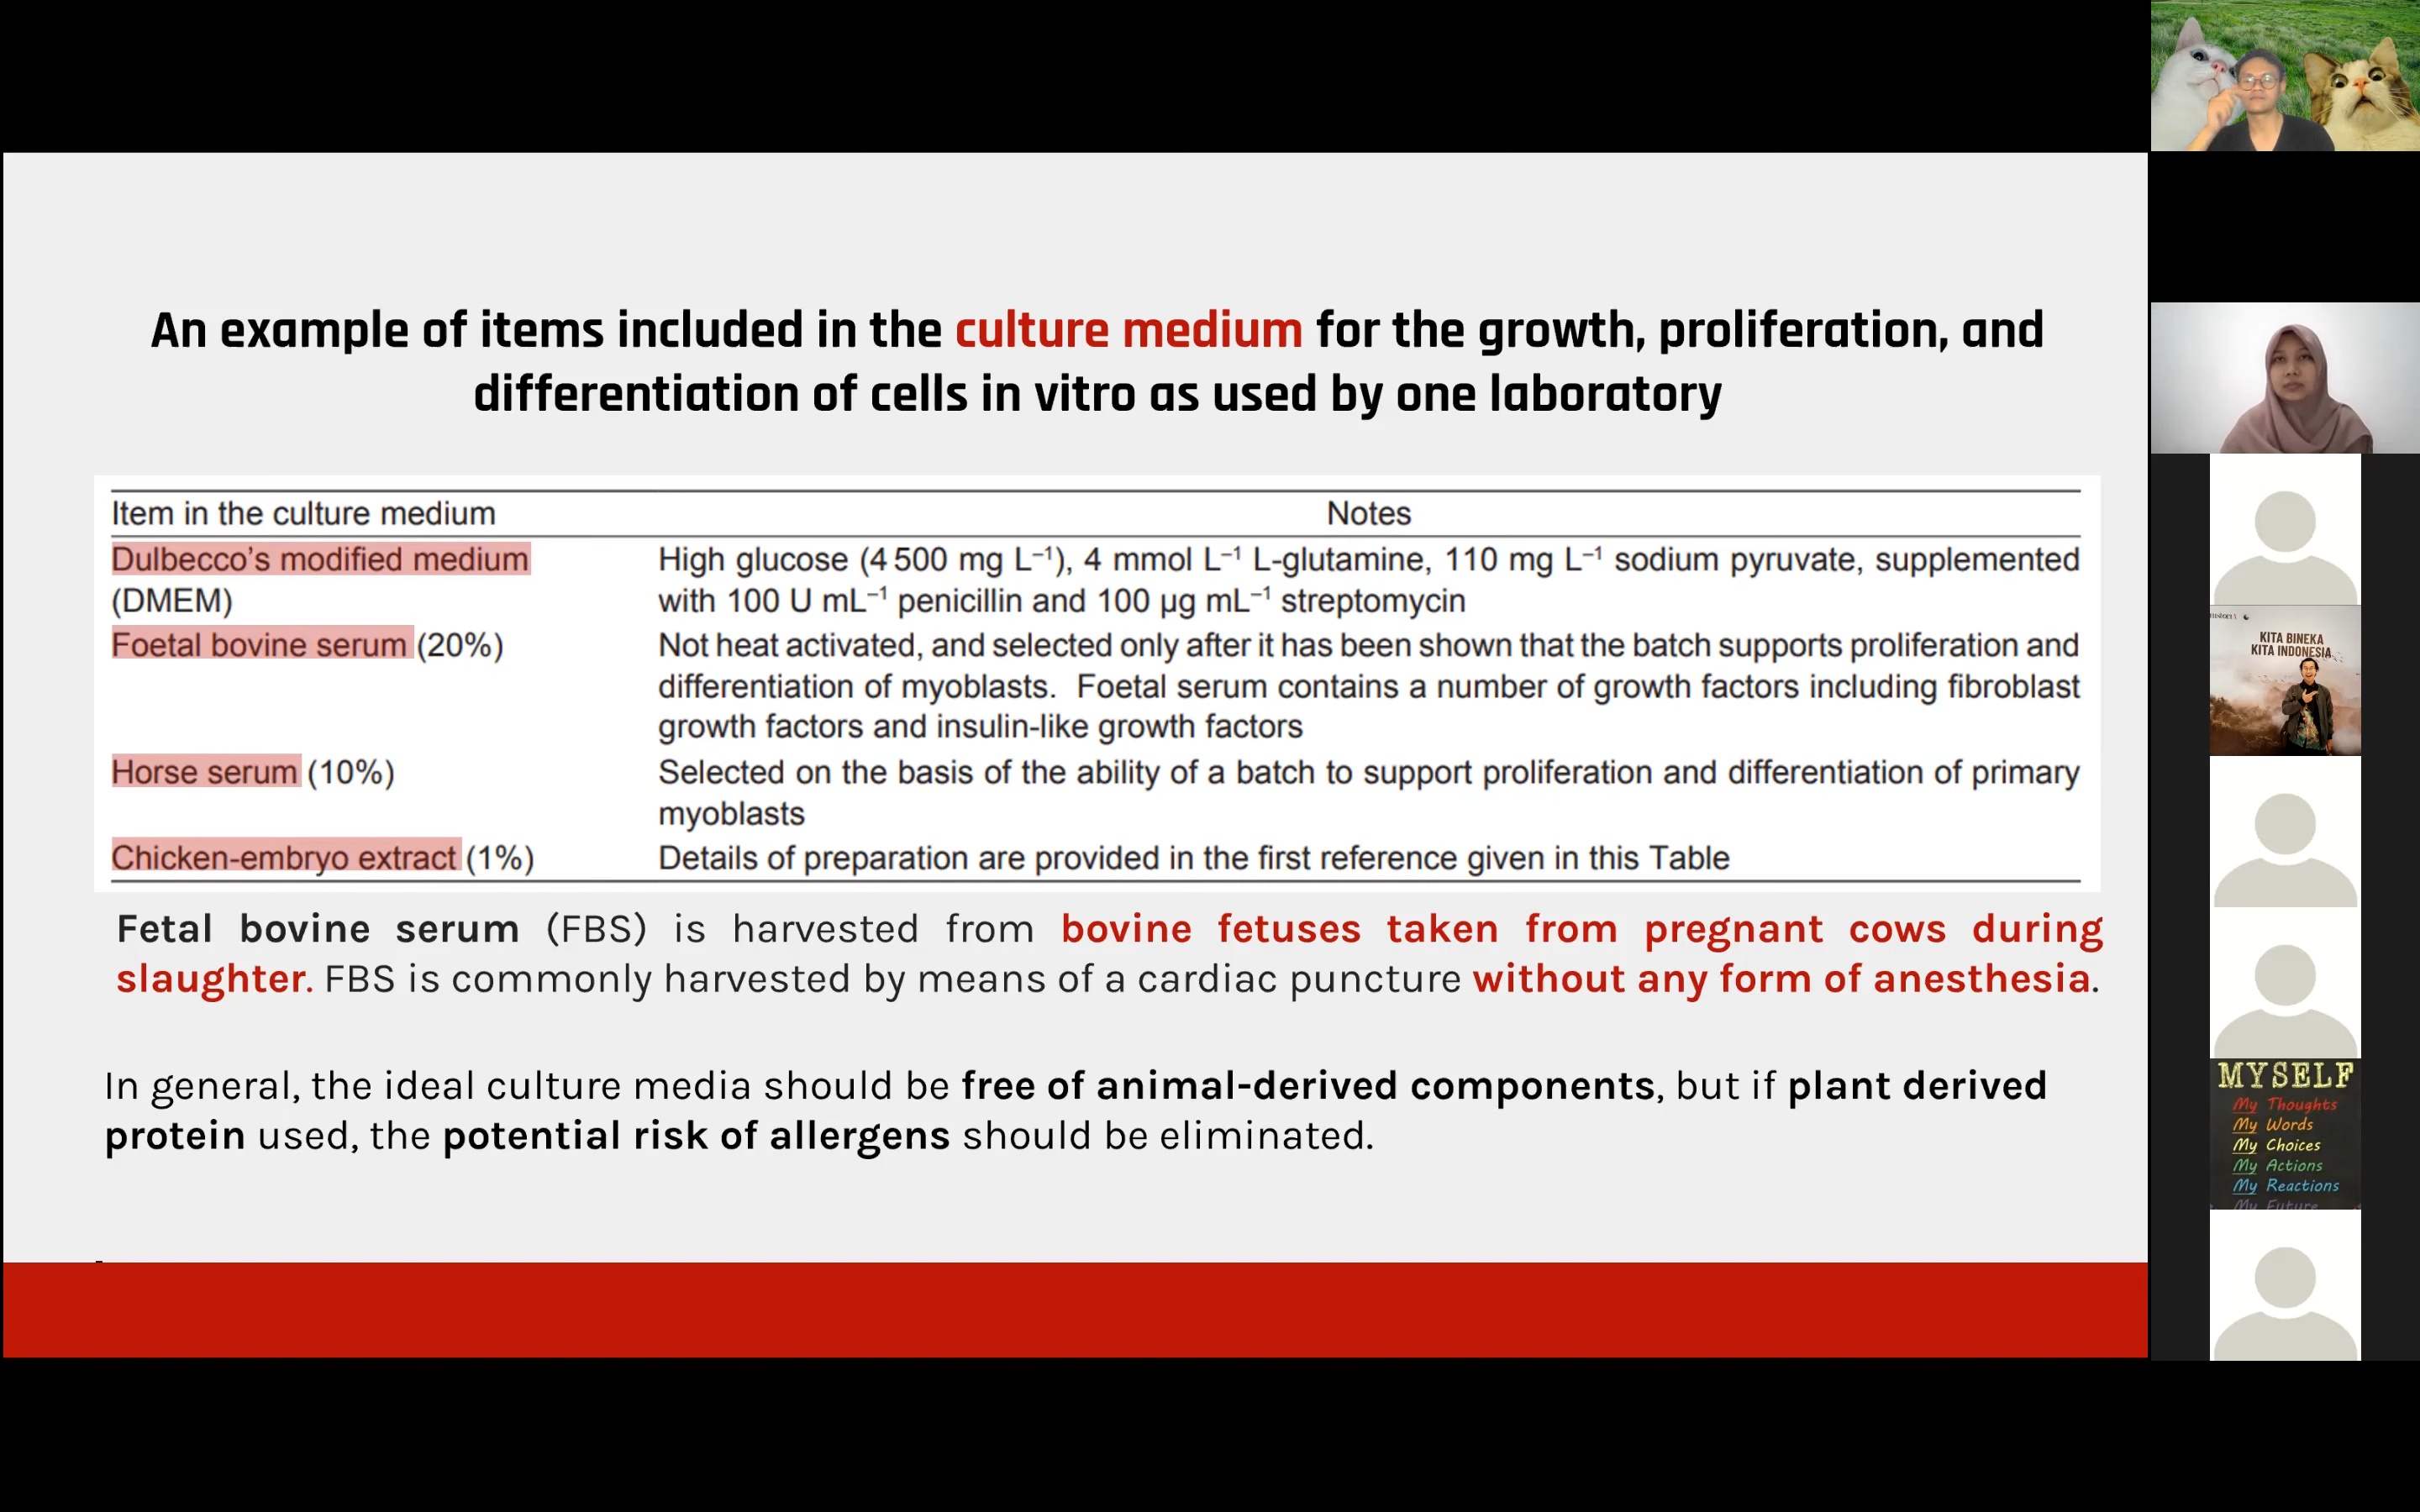 An example of items included in the culture medium for the growth, proliferation, and
differentiation of cells in vitro as used by one laboratory
Item in the culture medium Notes
Dulbecco's modified medium High glucose (4 500 mg L⁻¹), 4 mmol L⁻¹ L-glutamine, 110 mg L⁻¹ sodium pyruvate, supplemented
(DMEM) with 100 U mL⁻¹ penicillin and 100 µg mL⁻¹ streptomycin
Foetal bovine serum (20%) Not heat activated, and selected only after it has been shown that the batch supports proliferation and
differentiation of myoblasts. Foetal serum contains a number of growth factors including fibroblast
growth factors and insulin-like growth factors
Horse serum (10%) Selected on the basis of the ability of a batch to support proliferation and differentiation of primary
myoblasts
Chicken-embryo extract (1%) Details of preparation are provided in the first reference given in this Table
Fetal bovine serum (FBS) is harvested from bovine fetuses taken from pregnant cows during
slaughter. FBS is commonly harvested by means of a cardiac puncture without any form of anesthesia.
In general, the ideal culture media should be free of animal-derived components, but if plant derived
protein used, the potential risk of allergens should be eliminated.
KITA BINEKA
KITA INDONESIA
MYSELF
My Thoughts
My Words
My Choices
My Actions
My Reactions
My Future